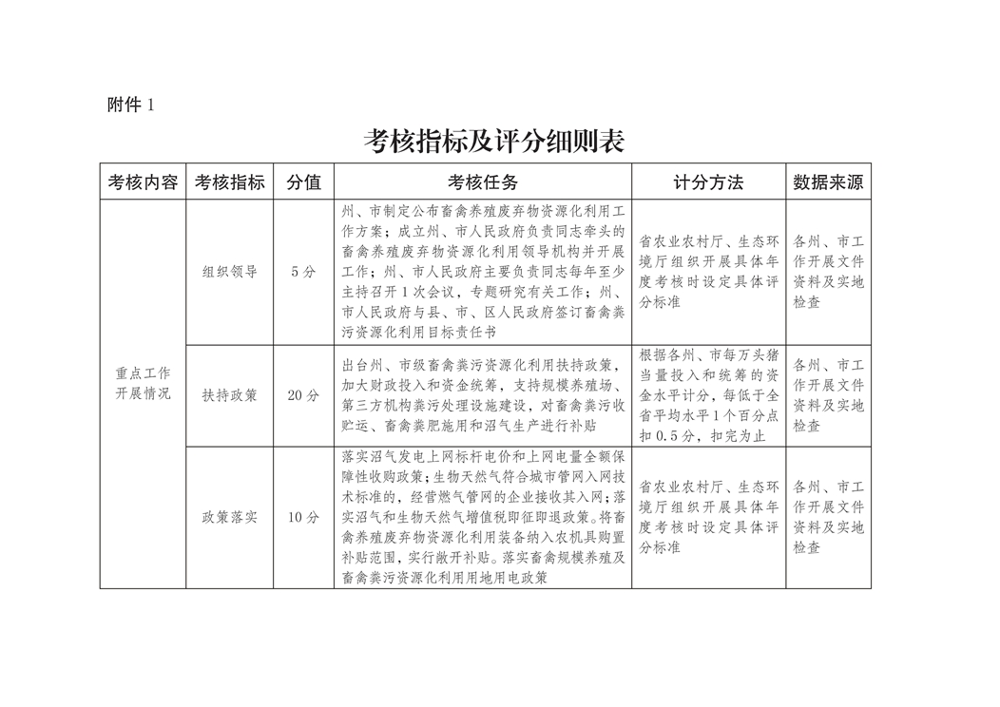 附件 1
考核指标及评分细则表
考核内容 考核指标 分值 考核任务 计分方法 数据来源
重点工作
开展情况
组织领导
5 分
州、市制定公布畜禽养殖废弃物资源化利用工
作方案；成立州、市人民政府负责同志牵头的
畜禽养殖废弃物资源化利用领导机构并开展
工作；州、市人民政府主要负责同志每年至少
主持召开 1 次会议，专题研究有关工作；州、
市人民政府与县、市、区人民政府签订畜禽粪
污资源化利用目标责任书
省农业农村厅、生态环
境厅组织开展具体年
度考核时设定具体评
分标准
各州、市工
作开展文件
资料及实地
检查
扶持政策
20 分
出台州、市级畜禽粪污资源化利用扶持政策，
加大财政投入和资金统筹，支持规模养殖场、
第三方机构粪污处理设施建设，对畜禽粪污收
贮运、畜禽粪肥施用和沼气生产进行补贴
根据各州、市每万头猪
当量投入和统筹的资
金水平计分，每低于全
省平均水平 1 个百分点
扣 0.5 分，扣完为止
各州、市工
作开展文件
资料及实地
检查
政策落实
10 分
落实沼气发电上网标杆电价和上网电量全额保
障性收购政策；生物天然气符合城市管网入网技
术标准的，经营燃气管网的企业接收其入网；落
实沼气和生物天然气增值税即征即退政策。将畜
禽养殖废弃物资源化利用装备纳入农机具购置
补贴范围，实行敞开补贴。落实畜禽规模养殖及
畜禽粪污资源化利用用地用电政策
省农业农村厅、生态环
境厅组织开展具体年
度考核时设定具体评
分标准
各州、市工
作开展文件
资料及实地
检查